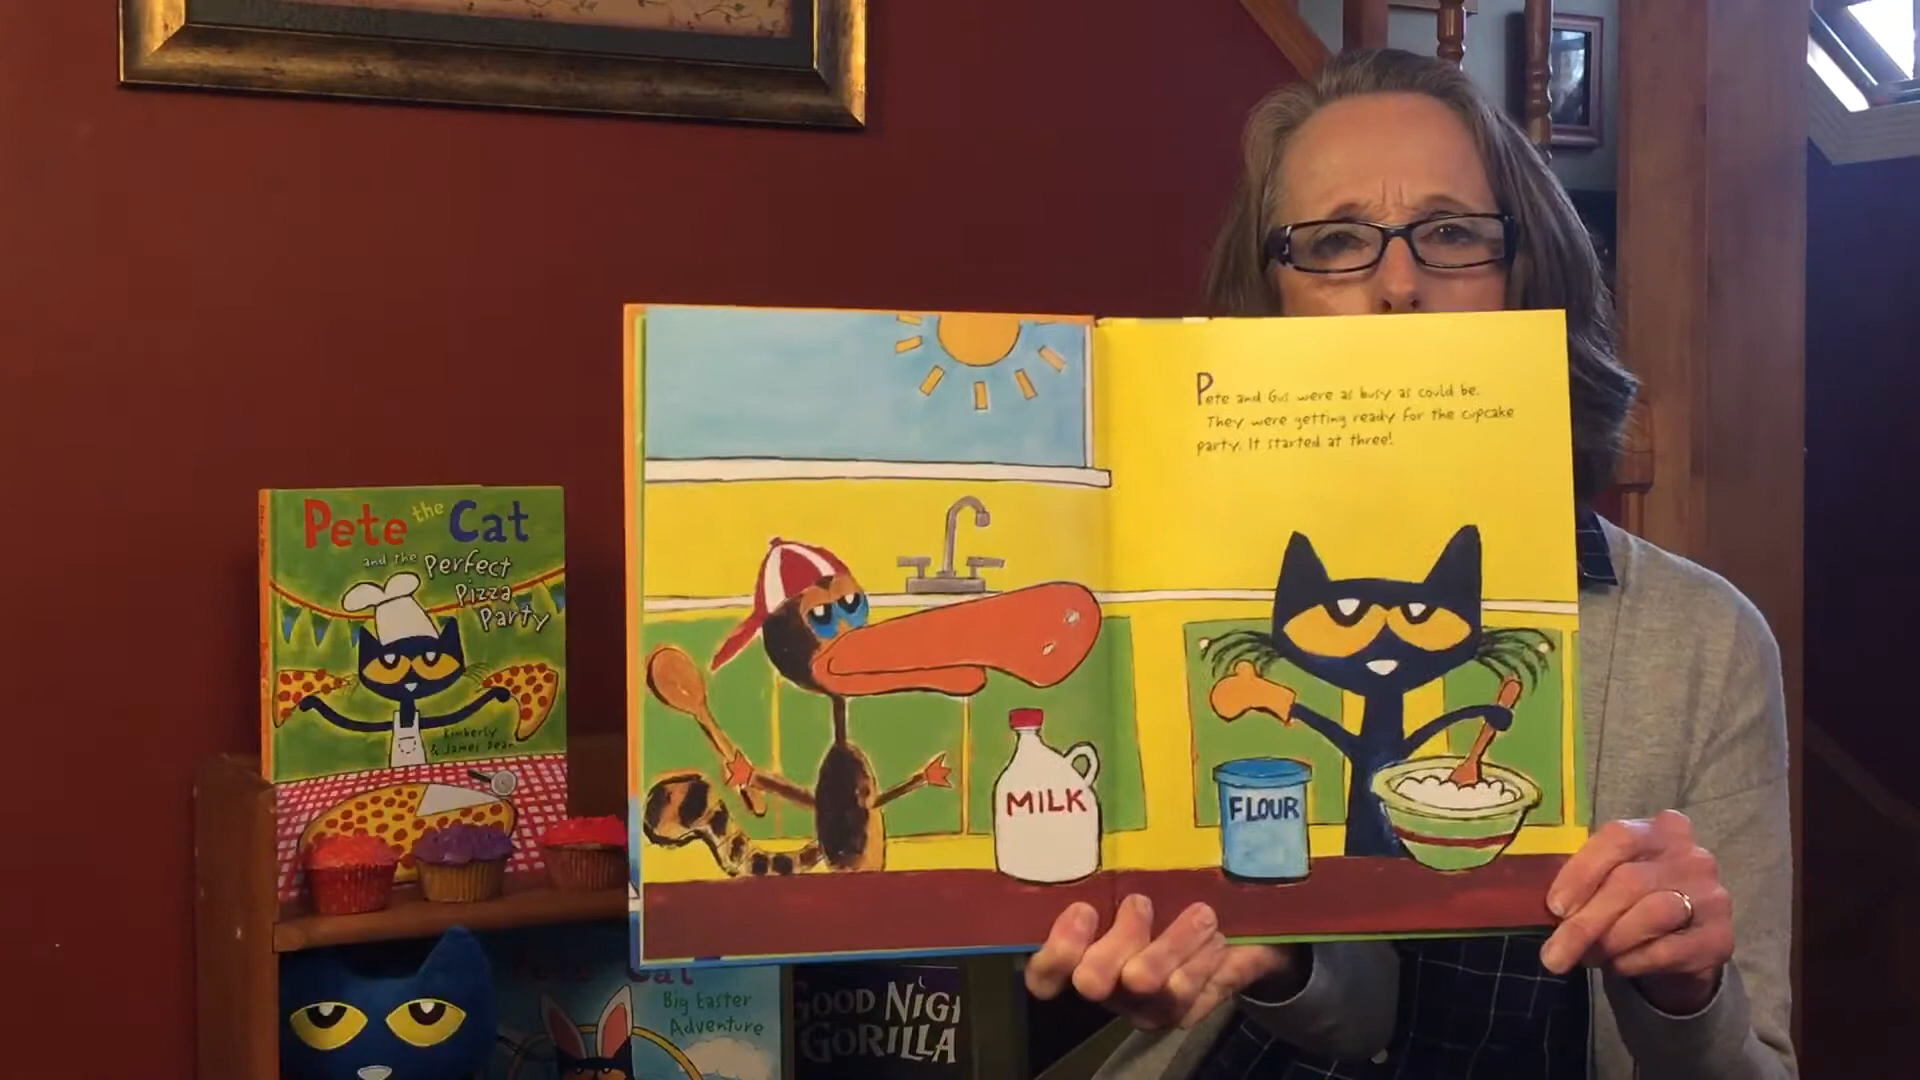 Pete the Cat
and the Perfect
Pizza
Party
Kimberly
& James Dean
Pete and Gus were as busy as could be.
They were getting ready for the cupcake
party. It started at three!
MILK
FLOUR
Cat
Big Easter
Adventure
GOOD NIGH
GORILLA